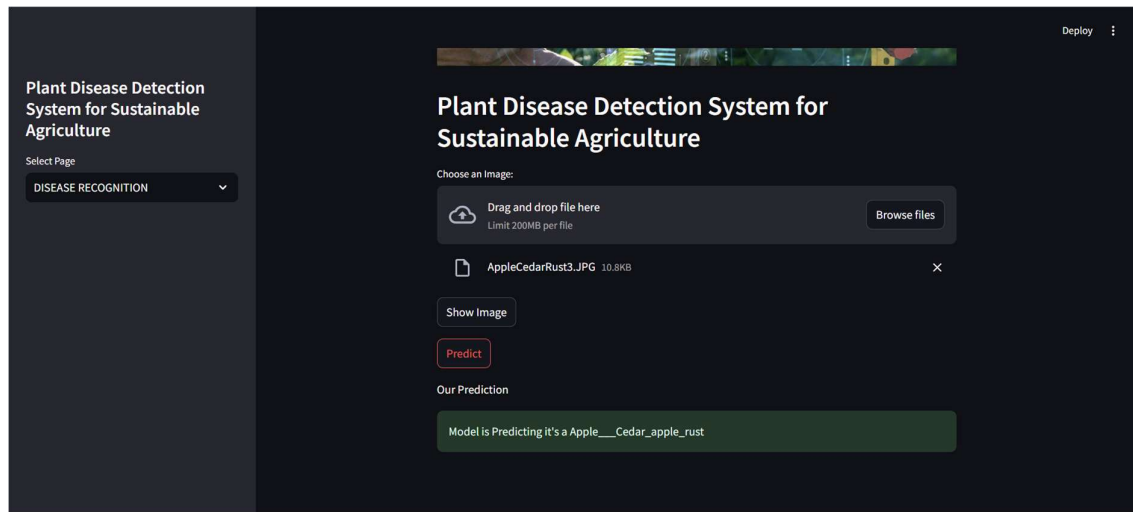 Deploy
Plant Disease Detection
System for Sustainable
Agriculture
Select Page
DISEASE RECOGNITION
Plant Disease Detection System for
Sustainable Agriculture
Choose an Image:
Drag and drop file here
Limit 200MB per file
Browse files
AppleCedarRust3.JPG 10.8KB
Show Image
Predict
Our Prediction
Model is Predicting it's a Apple___Cedar_apple_rust